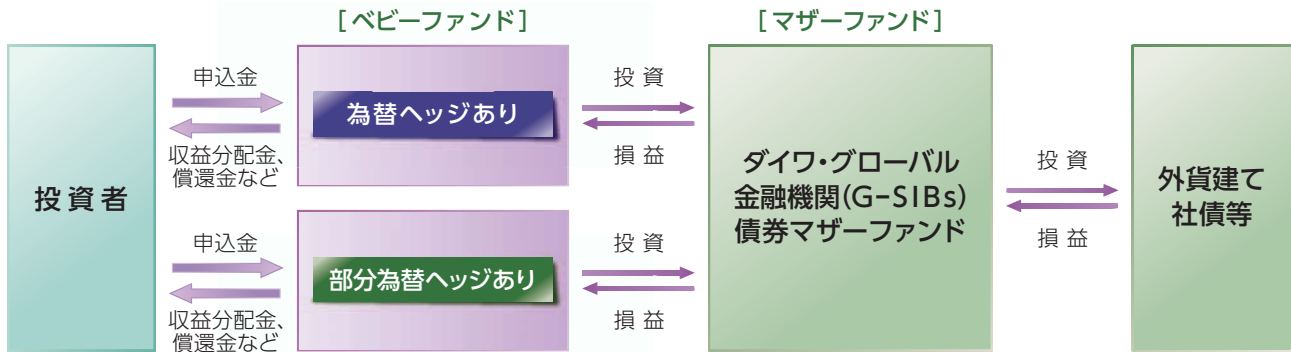 [ベビーファンド]
[マザーファンド]
投資者
申込金
収益分配金、
償還金など
為替ヘッジあり
投資
損益
申込金
収益分配金、
償還金など
部分為替ヘッジあり
投資
損益
ダイワ・グローバル
金融機関(G-SIBs)
債券マザーファンド
投資
損益
外貨建て
社債等